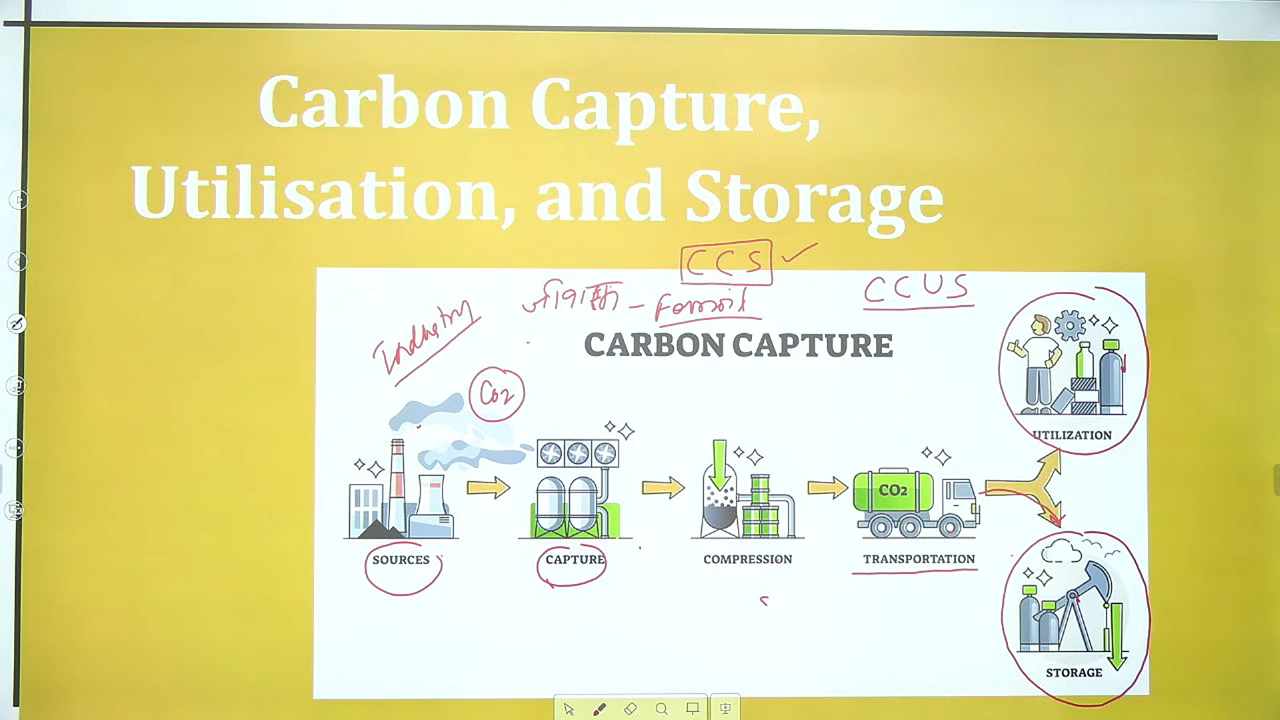 Carbon Capture,
Utilisation, and Storage
CCS
CCUS
Industry
CARBON CAPTURE
CO2
UTILIZATION
CO2
SOURCES
CAPTURE
COMPRESSION
TRANSPORTATION
STORAGE